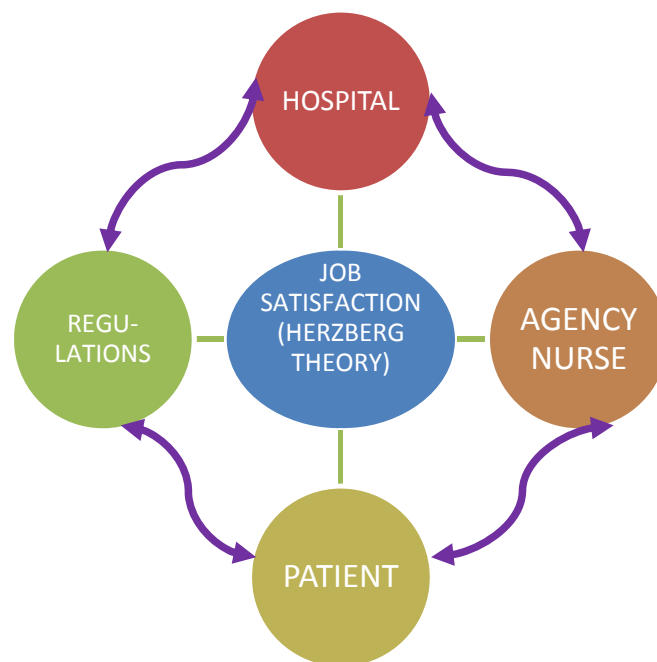 HOSPITAL
JOB
SATISFACTION
(HERZBERG
THEORY)
REGU-
LATIONS
AGENCY
NURSE
PATIENT